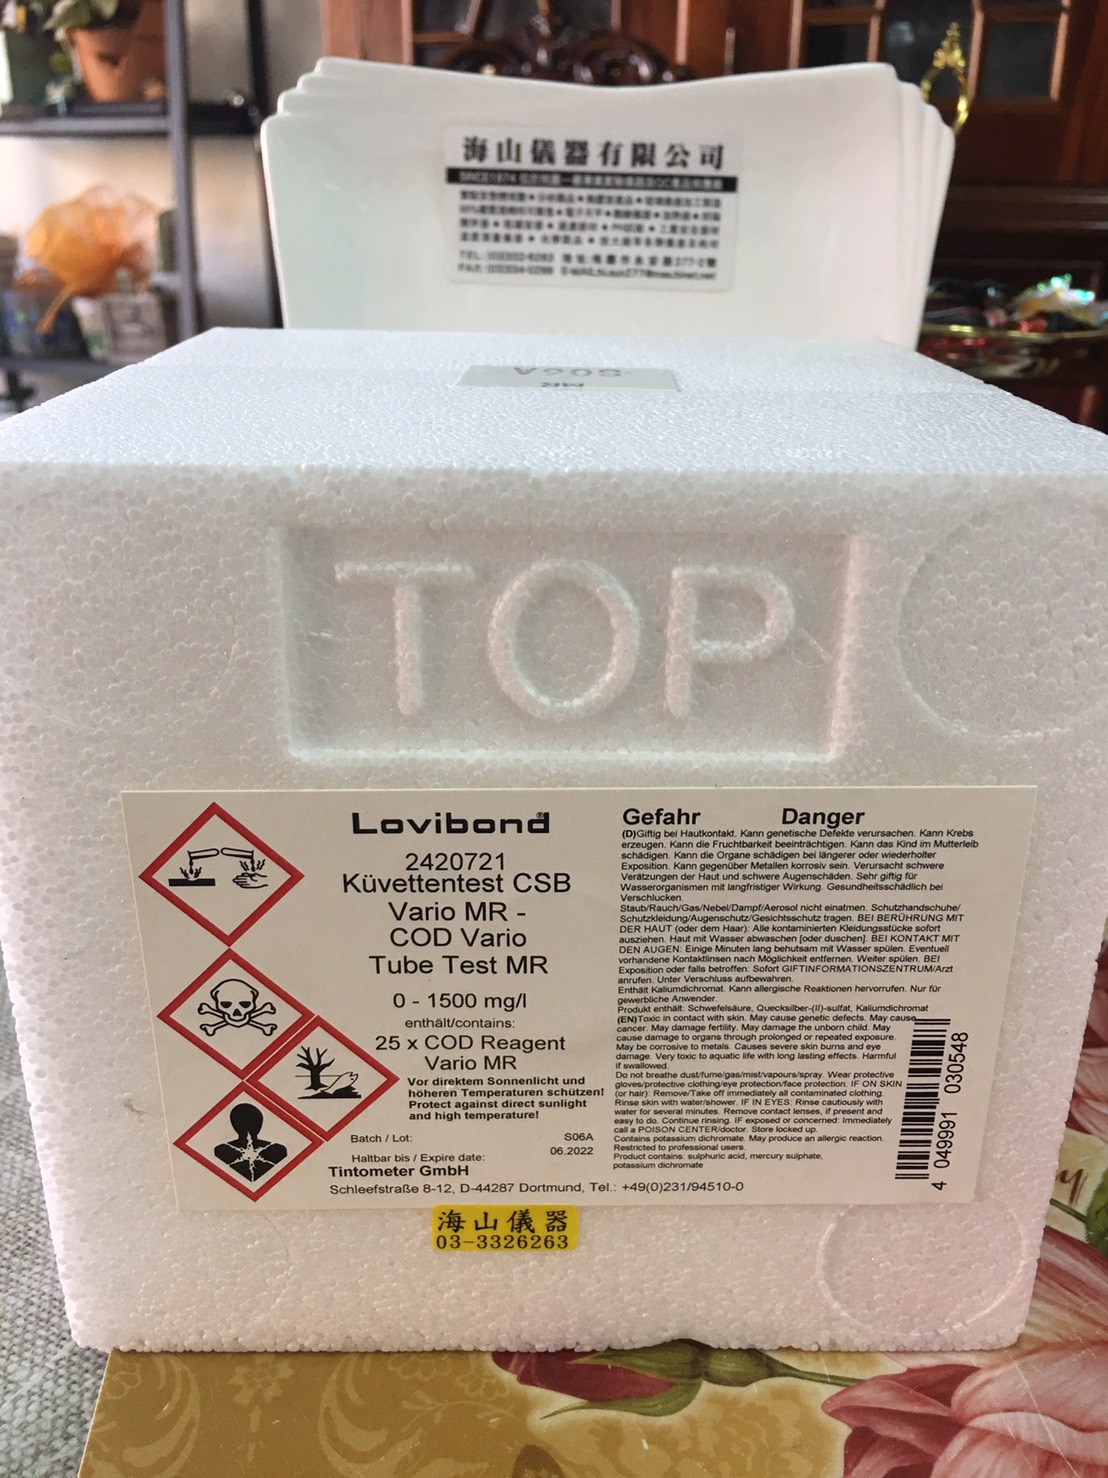 海山儀器有限公司
TEL:(03)332-6263 地址:桃園市永安路277-2號
MR
S06A
TOP
Lovibond®
2420721
Küvettentest CSB
Vario MR -
COD Vario
Tube Test MR
0 - 1500 mg/l
enthält/contains:
25 x COD Reagent
Vario MR
Vor direktem Sonnenlicht und
höheren Temperaturen schützen!
Protect against direct sunlight
and high temperature!
Batch / Lot: S06A
Haltbar bis / Expire date: 06.2022
Tintometer GmbH
Schleefstraße 8-12, D-44287 Dortmund, Tel.: +49(0)231/94510-0
Gefahr Danger
(D)Giftig bei Hautkontakt. Kann genetische Defekte verursachen. Kann Krebs
erzeugen. Kann die Fruchtbarkeit beeinträchtigen. Kann das Kind im Mutterleib
schädigen. Kann die Organe schädigen bei längerer oder wiederholter
Exposition. Kann gegenüber Metallen korrosiv sein. Verursacht schwere
Verätzungen der Haut und schwere Augenschäden. Sehr giftig für
Wasserorganismen mit langfristiger Wirkung. Gesundheitsschädlich bei
Verschlucken.
Staub/Rauch/Gas/Nebel/Dampf/Aerosol nicht einatmen. Schutzhandschuhe/
Schutzkleidung/Augenschutz/Gesichtsschutz tragen. BEI BERÜHRUNG MIT
DER HAUT (oder dem Haar): Alle kontaminierten Kleidungsstücke sofort
ausziehen. Haut mit Wasser abwaschen [oder duschen]. BEI KONTAKT MIT
DEN AUGEN: Einige Minuten lang behutsam mit Wasser spülen. Eventuell
vorhandene Kontaktlinsen nach Möglichkeit entfernen. Weiter spülen. BEI
Exposition oder falls betroffen: Sofort GIFTINFORMATIONSZENTRUM/Arzt
anrufen. Unter Verschluss aufbewahren.
Enthält Kaliumdichromat. Kann allergische Reaktionen hervorrufen. Nur für
gewerbliche Anwender.
Produkt enthält: Schwefelsäure, Quecksilber-(II)-sulfat, Kaliumdichromat
(EN)Toxic in contact with skin. May cause genetic defects. May cause
cancer. May damage fertility. May damage the unborn child. May
cause damage to organs through prolonged or repeated exposure.
May be corrosive to metals. Causes severe skin burns and eye
damage. Very toxic to aquatic life with long lasting effects. Harmful
if swallowed.
Do not breathe dust/fume/gas/mist/vapours/spray. Wear protective
gloves/protective clothing/eye protection/face protection. IF ON SKIN
(or hair): Remove/Take off immediately all contaminated clothing.
Rinse skin with water/shower. IF IN EYES: Rinse cautiously with
water for several minutes. Remove contact lenses, if present and
easy to do. Continue rinsing. IF exposed or concerned: Immediately
call a POISON CENTER/doctor. Store locked up.
Contains potassium dichromate. May produce an allergic reaction.
Restricted to professional users.
Product contains: sulphuric acid, mercury sulphate,
potassium dichromate
4 049991 030548
海山儀器
03-3326263